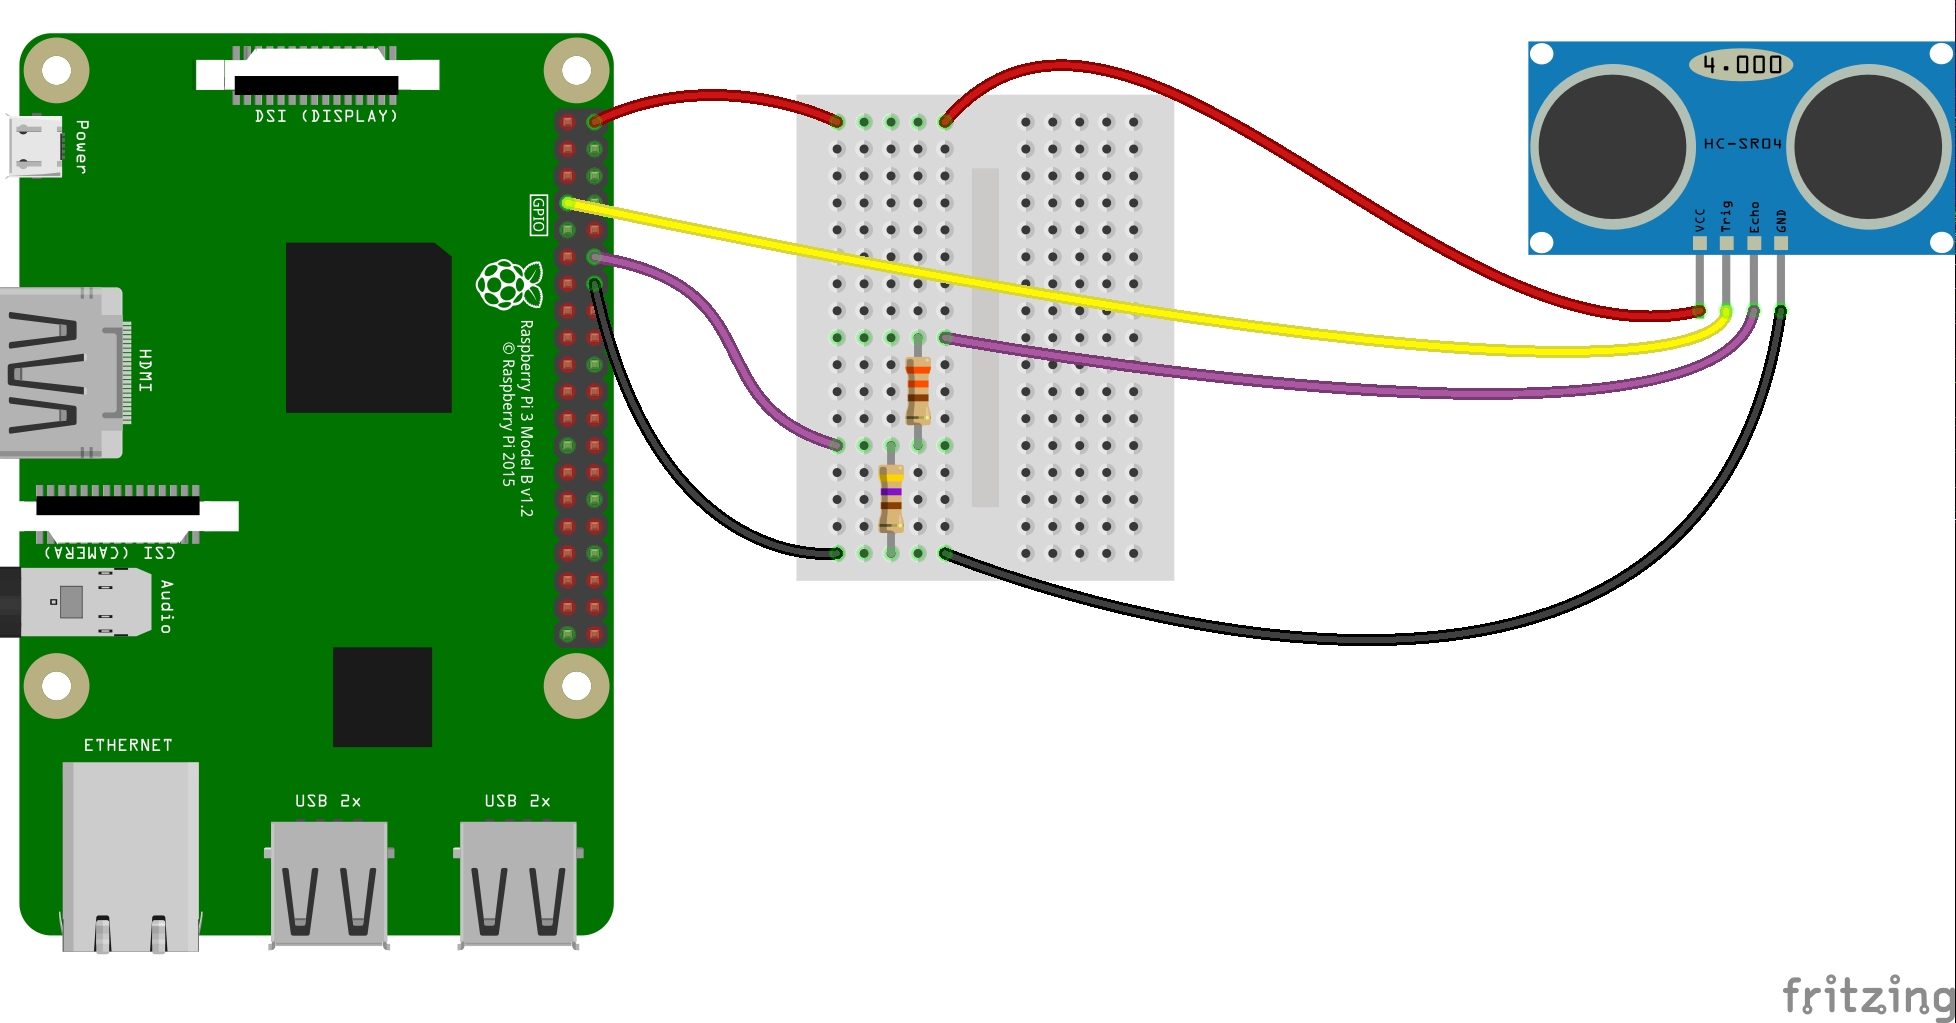 DSI (DISPLAY)
Power
GPIO
HDMI
Raspberry Pi 3 Model B v1.2
© Raspberry Pi 2015
CSI (CAMERA)
Audio
ETHERNET
USB 2x
USB 2x
4.000
HC-SR04
VCC
Trig
Echo
GND
fritzing